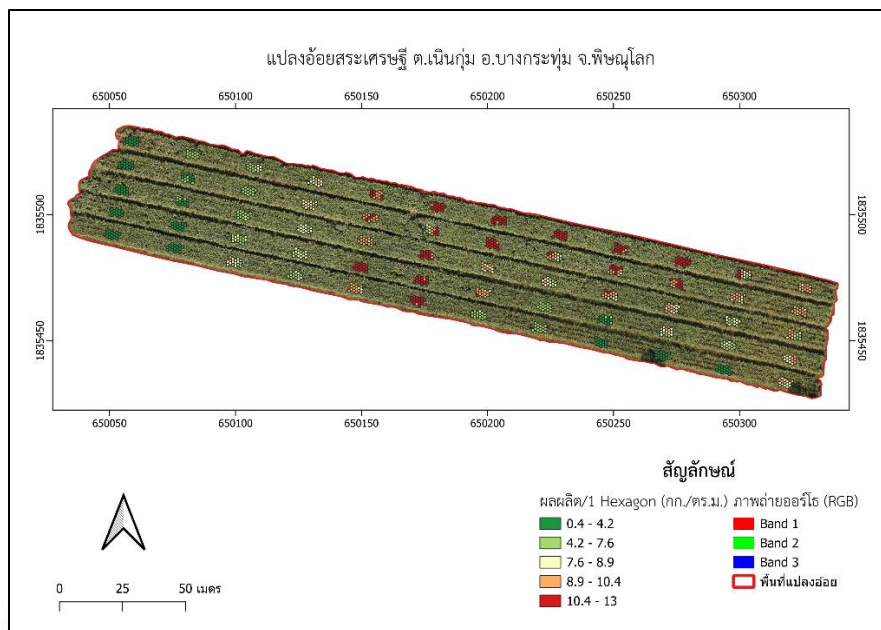 แปลงอ้อยสระเศรษฐี ต.เนินกุ่ม อ.บางกระทุ่ม จ.พิษณุโลก
650050 650100 650150 650200 650250 650300
1835500 1835500
1835450 1835450
650050 650100 650150 650200 650250 650300
สัญลักษณ์
ผลผลิต/1 Hexagon (กก./ตร.ม.) ภาพถ่ายออร์โธ (RGB)
0.4 - 4.2 Band 1
4.2 - 7.6 Band 2
7.6 - 8.9 Band 3
8.9 - 10.4 พื้นที่แปลงอ้อย
10.4 - 13
0 25 50 เมตร